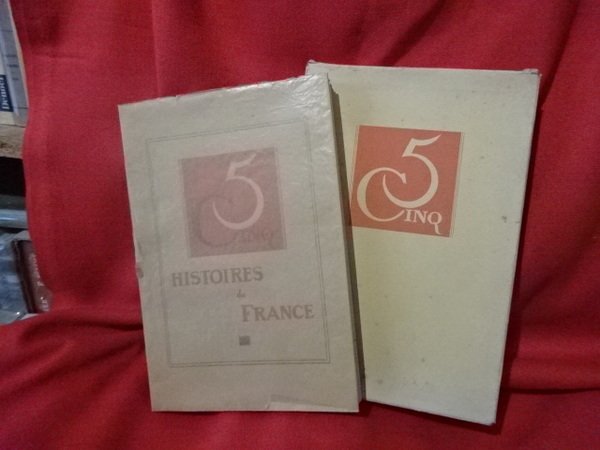 5
CINQ
HISTOIRES
de
FRANCE
5
CINQ